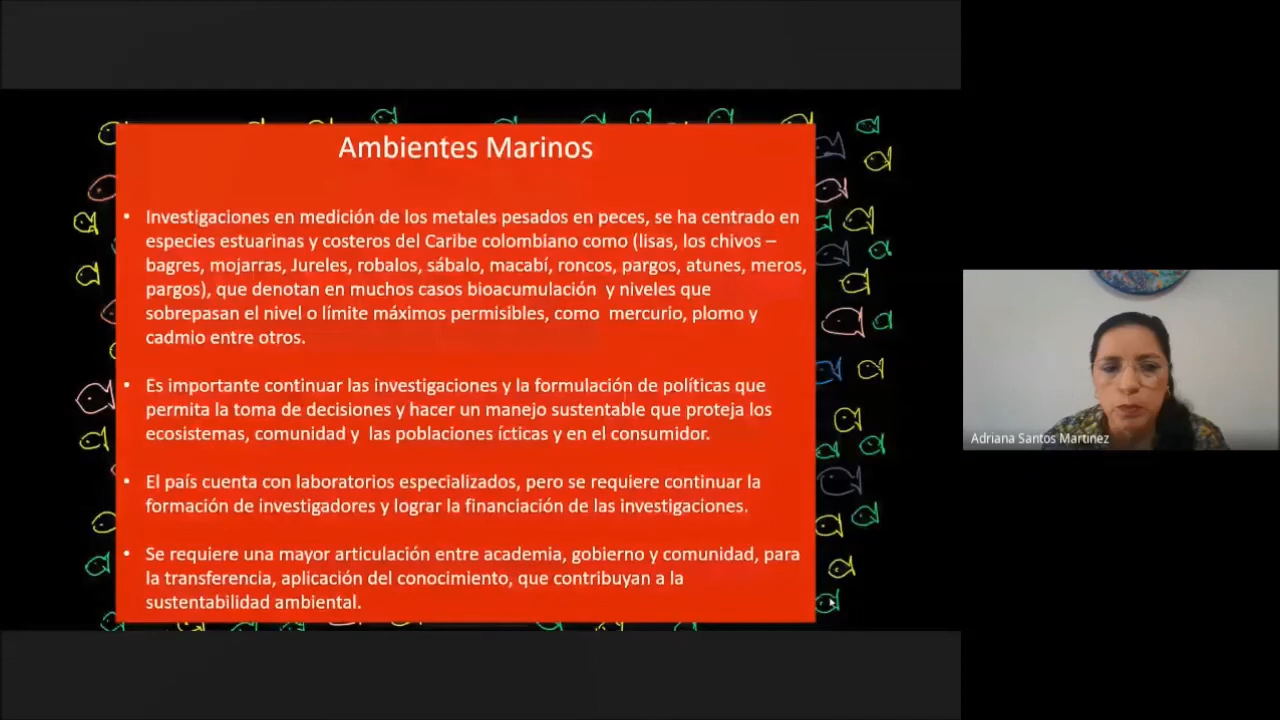 Ambientes Marinos
• Investigaciones en medición de los metales pesados en peces, se ha centrado en
especies estuarinas y costeros del Caribe colombiano como (lisas, los chivos –
bagres, mojarras, Jureles, robalos, sábalo, macabí, roncos, pargos, atunes, meros,
pargos), que denotan en muchos casos bioacumulación y niveles que
sobrepasan el nivel o límite máximos permisibles, como mercurio, plomo y
cadmio entre otros.
• Es importante continuar las investigaciones y la formulación de políticas que
permita la toma de decisiones y hacer un manejo sustentable que proteja los
ecosistemas, comunidad y las poblaciones ícticas y en el consumidor.
• El país cuenta con laboratorios especializados, pero se requiere continuar la
formación de investigadores y lograr la financiación de las investigaciones.
• Se requiere una mayor articulación entre academia, gobierno y comunidad, para
la transferencia, aplicación del conocimiento, que contribuyan a la
sustentabilidad ambiental.
Adriana Santos Martinez